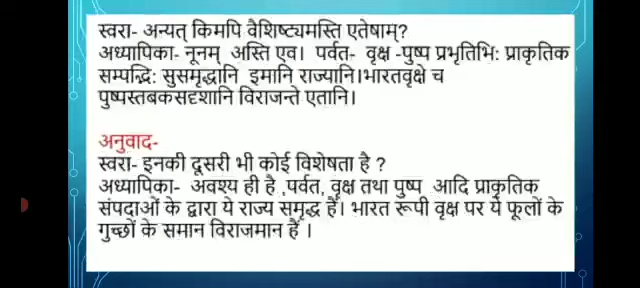 स्वरा- अन्यत् किमपि वैशिष्ट्यमस्ति एतेषाम्?
अध्यापिका- नूनम् अस्ति एव। पर्वत- वृक्ष -पुष्प प्रभृतिभि: प्राकृतिक
सम्पद्भि: सुसमृद्धानि इमानि राज्यानि।भारतवृक्षे च
पुष्पस्तबकसदृशानि विराजन्ते एतानि।
अनुवाद-
स्वरा- इनकी दूसरी भी कोई विशेषता है ?
अध्यापिका- अवश्य ही है ,पर्वत, वृक्ष तथा पुष्प आदि प्राकृतिक
संपदाओं के द्वारा ये राज्य समृद्ध हैं। भारत रूपी वृक्ष पर ये फूलों के
गुच्छों के समान विराजमान हैं ।